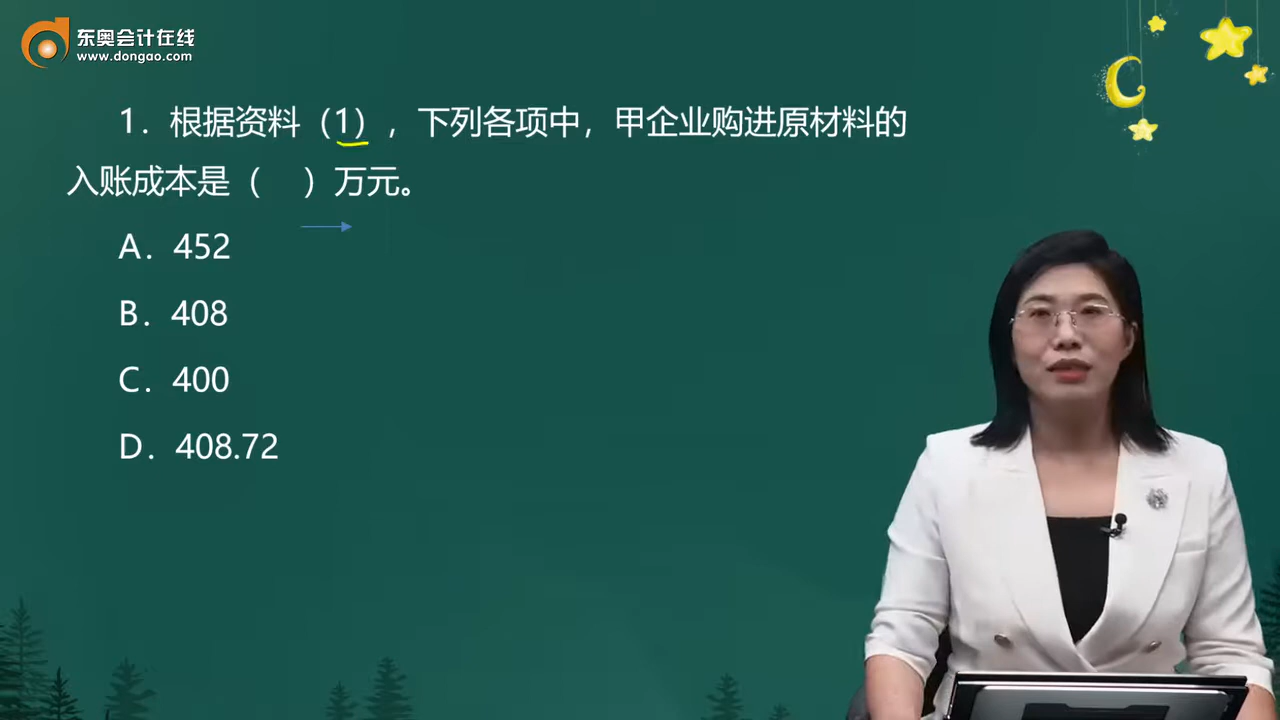 东奥会计在线
www.dongao.com
1．根据资料（1），下列各项中，甲企业购进原材料的
入账成本是（　）万元。
A．452
B．408
C．400
D．408.72